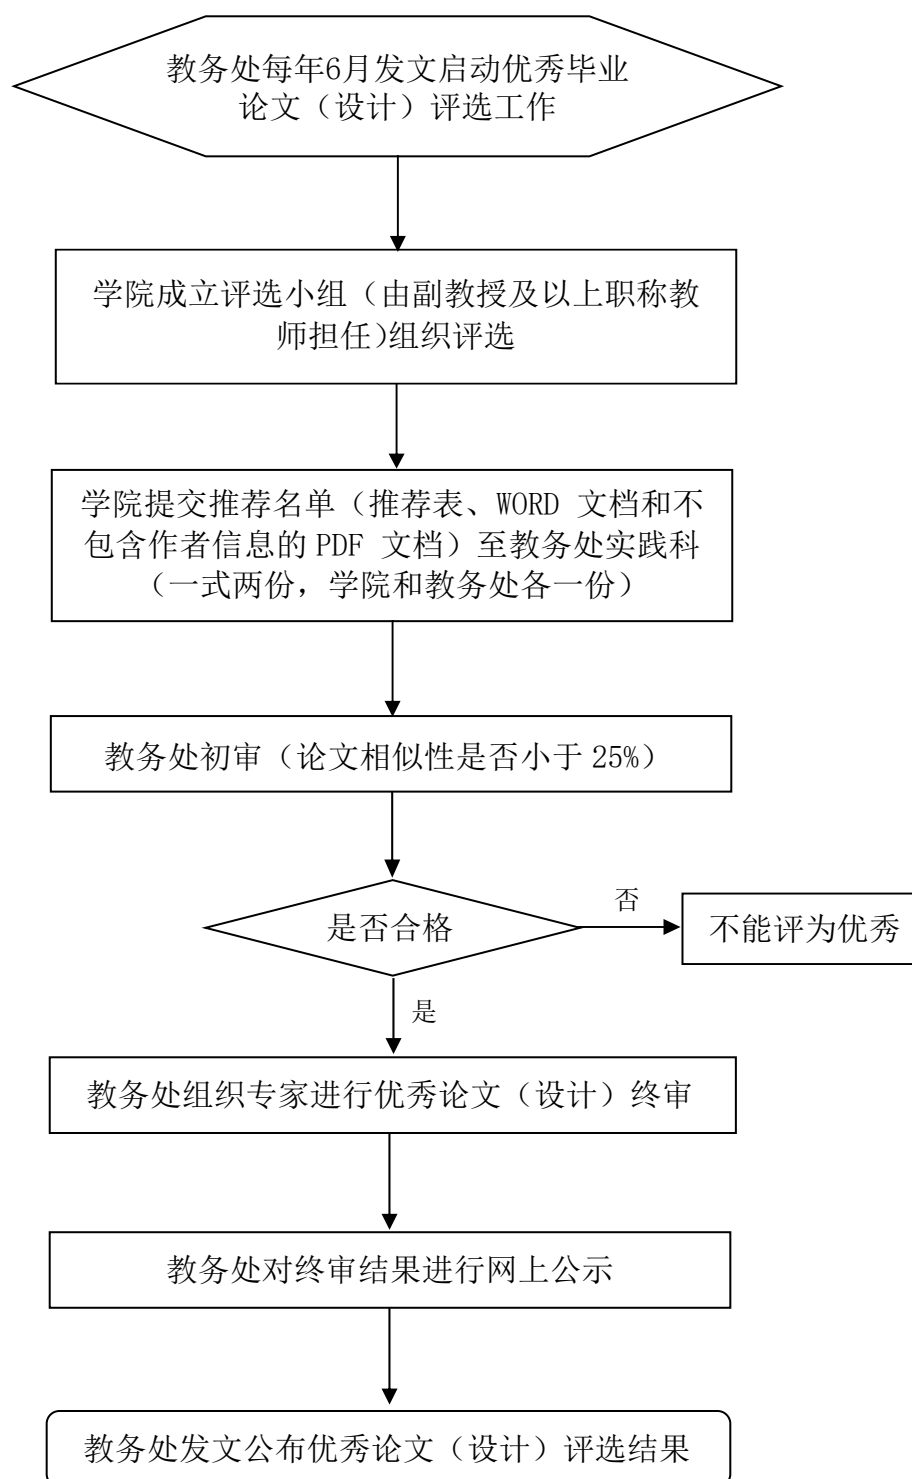 教务处每年6月发文启动优秀毕业
论文（设计）评选工作
学院成立评选小组（由副教授及以上职称教
师担任)组织评选
学院提交推荐名单（推荐表、WORD 文档和不
包含作者信息的 PDF 文档）至教务处实践科
（一式两份，学院和教务处各一份）
教务处初审（论文相似性是否小于 25%）
是否合格
否
不能评为优秀
是
教务处组织专家进行优秀论文（设计）终审
教务处对终审结果进行网上公示
教务处发文公布优秀论文（设计）评选结果